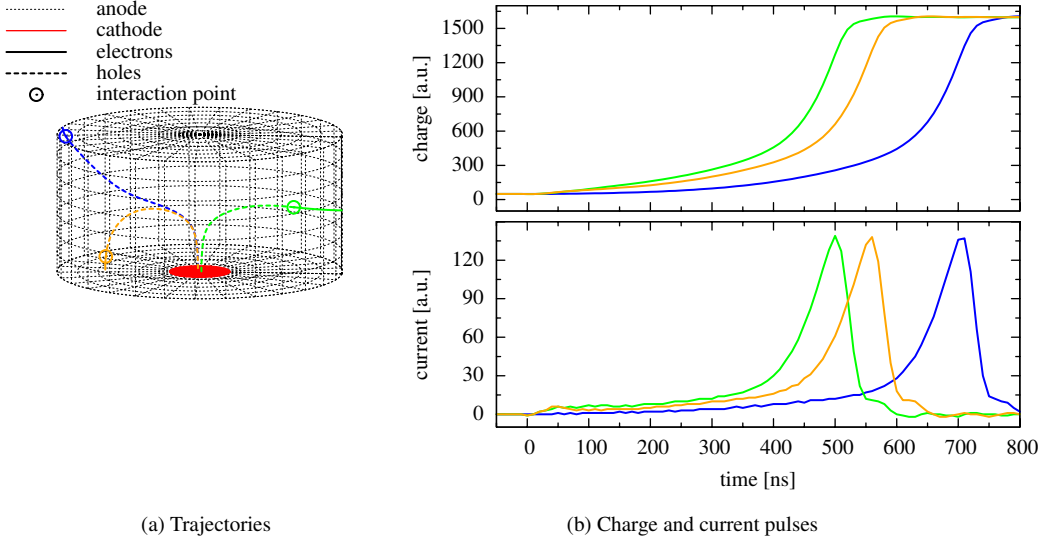 anode
cathode
electrons
holes
interaction point
(a) Trajectories
1500
1200
900
600
300
0
charge [a.u.]
120
90
60
30
0
current [a.u.]
0 100 200 300 400 500 600 700 800
time [ns]
(b) Charge and current pulses